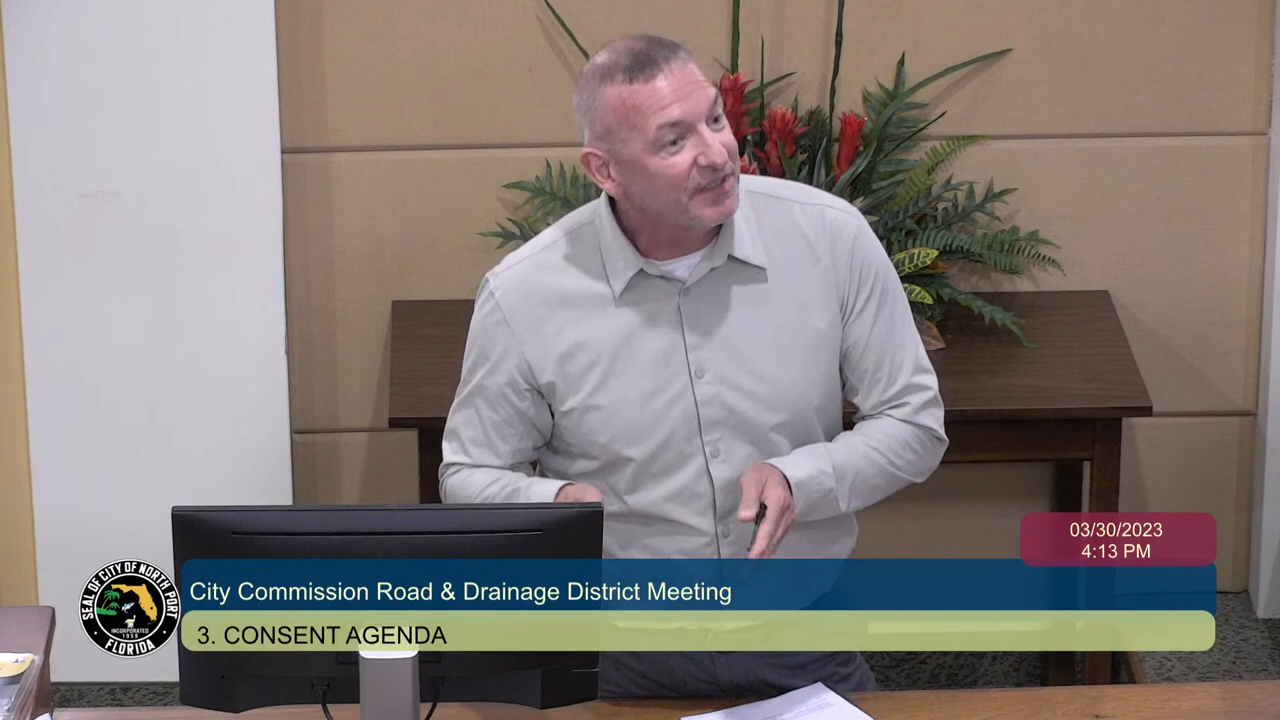 03/30/2023
4:13 PM
City Commission Road & Drainage District Meeting
3. CONSENT AGENDA
SEAL OF CITY OF NORTH PORT
INCORPORATED
FLORIDA